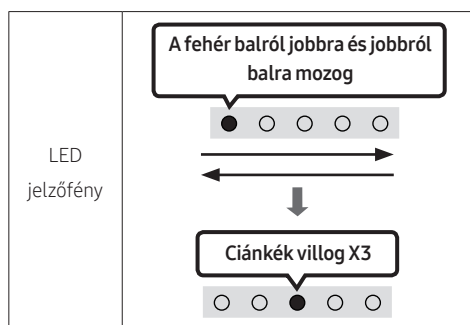 A fehér balról jobbra és jobbról
balra mozog
LED
jelzőfény
Ciánkék villog X3